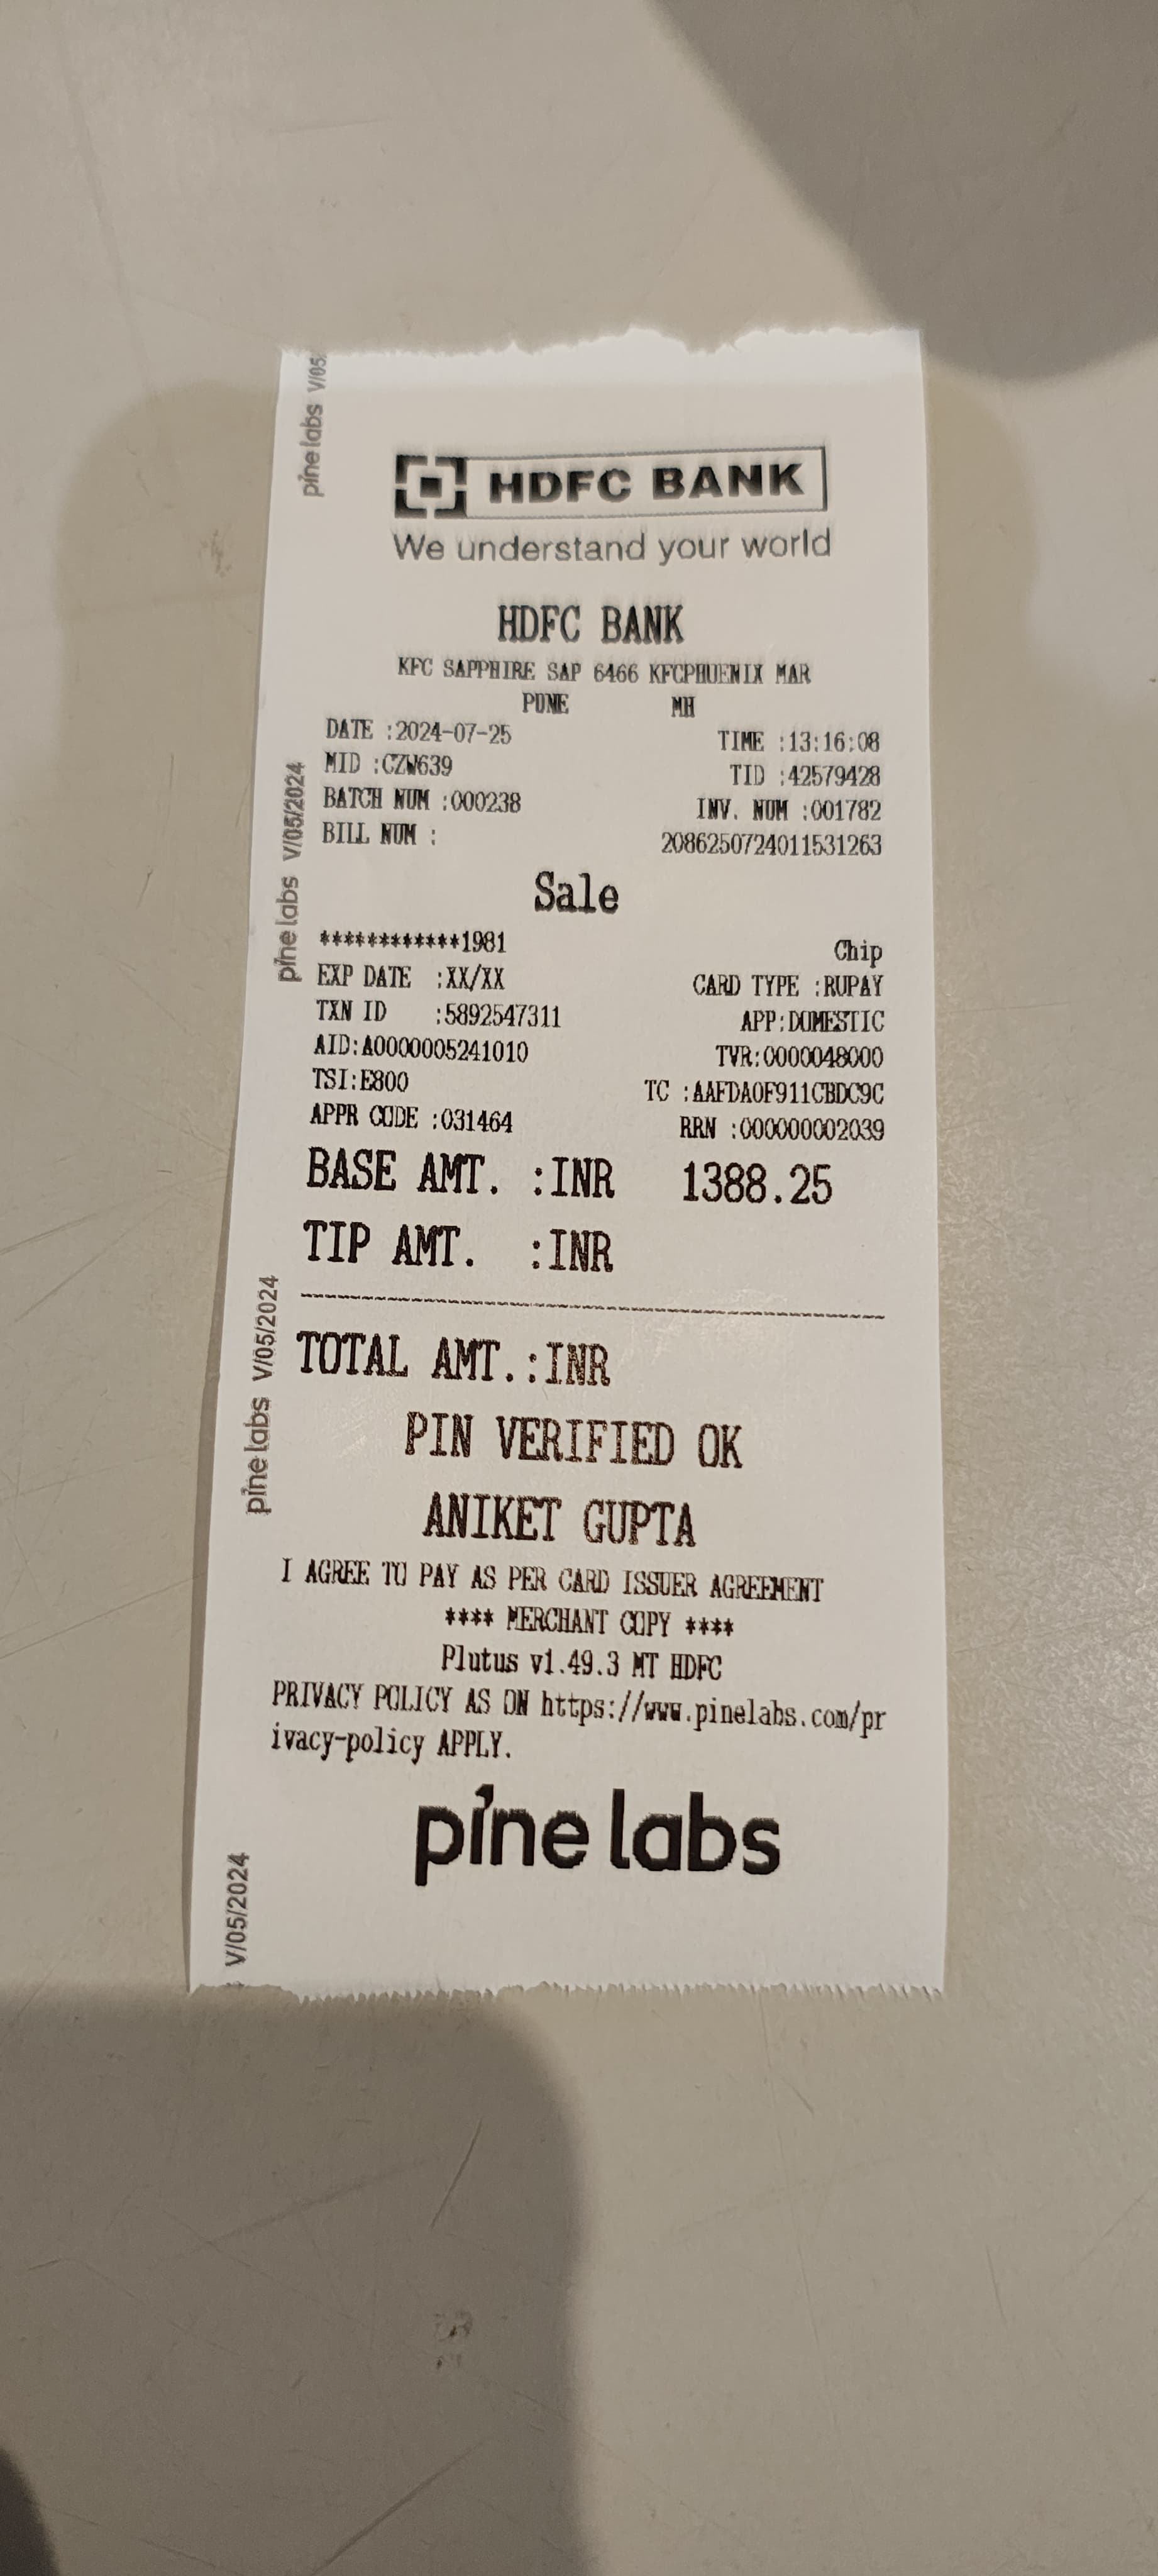 HDFC BANK
We understand your world
HDFC BANK
KFC SAPPHIRE SAP 6466 KFCPHUENIX MAR
PUNE MH
DATE :2024-07-25 TIME :13:16:08
MID :CZW639 TID :42579428
BATCH NUM :000238 INV. NUM :001782
BILL NUM : 2086250724011531263
Sale
************1981 Chip
EXP DATE :XX/XX CARD TYPE :RUPAY
TXN ID :5892547311 APP:DOMESTIC
AID:A0000005241010 TVR:0000048000
TSI:E800 TC :AAFDA0F911CBDC9C
APPR CODE :031464 RRN :000000002039
BASE AMT. :INR 1388.25
TIP AMT. :INR
--------------------------------
TOTAL AMT.:INR
PIN VERIFIED OK
ANIKET GUPTA
I AGREE TO PAY AS PER CARD ISSUER AGREEMENT
**** MERCHANT COPY ****
Plutus v1.49.3 MT HDFC
PRIVACY POLICY AS ON https://www.pinelabs.com/pr
ivacy-policy APPLY.
pine labs
pine labs V/05
pine labs V/05/2024
pine labs V/05/2024
V/05/2024